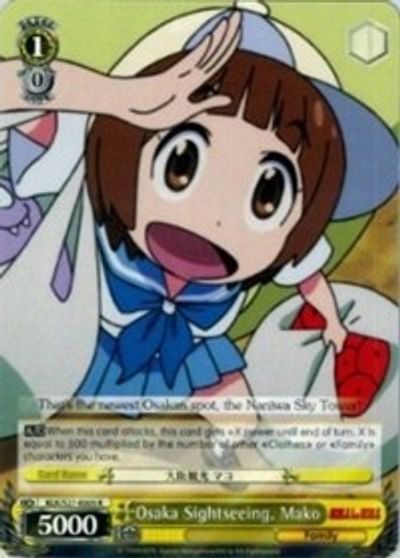 1
0
That's the newest Osakan spot, the Naniwa Sky Tower!
When this card attacks, this card gets +X power until end of turn. X is
equal to 500 multiplied by the number of other «Clothes» or «Family»
characters you have.
Card Name
大阪観光 マコ
5000
Osaka Sightseeing, Mako
Family